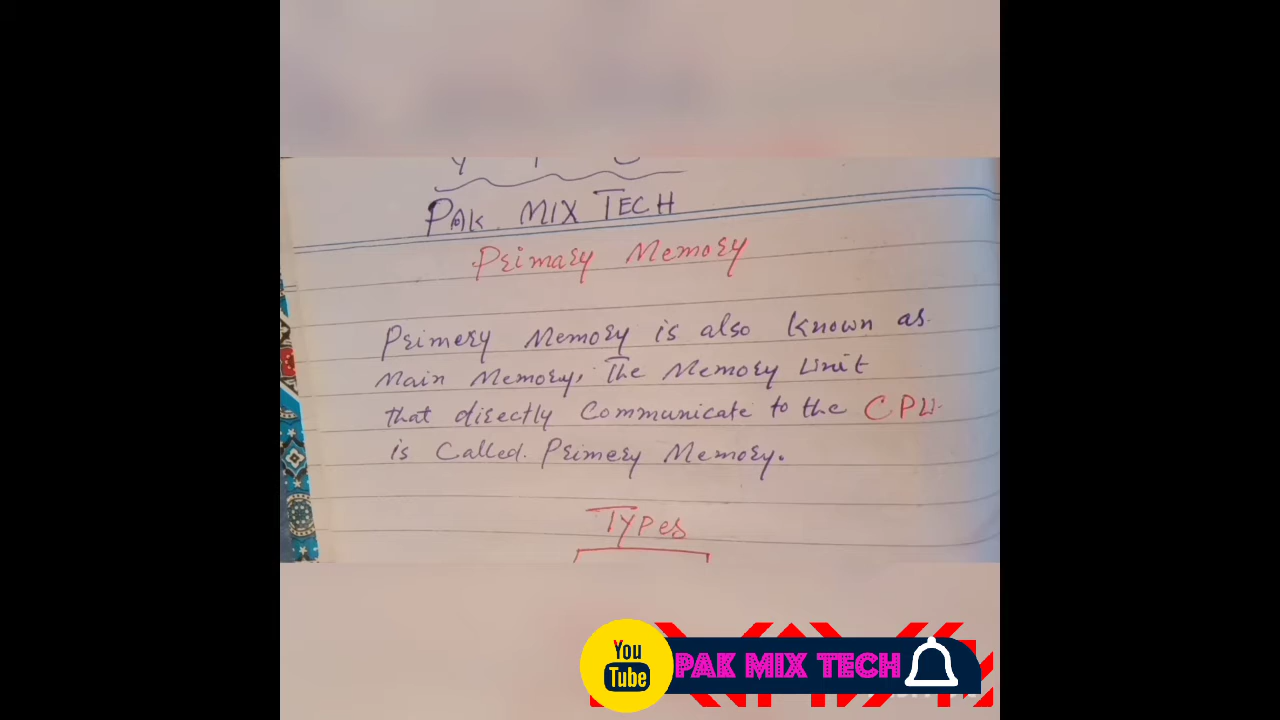 PAK MIX TECH
Primary Memory
Primery Memory is also known as
Main Memory, The Memory Unit
that directly Communicate to the CPU
is Called Primery Memory.
Types
You
Tube
PAK MIX TECH